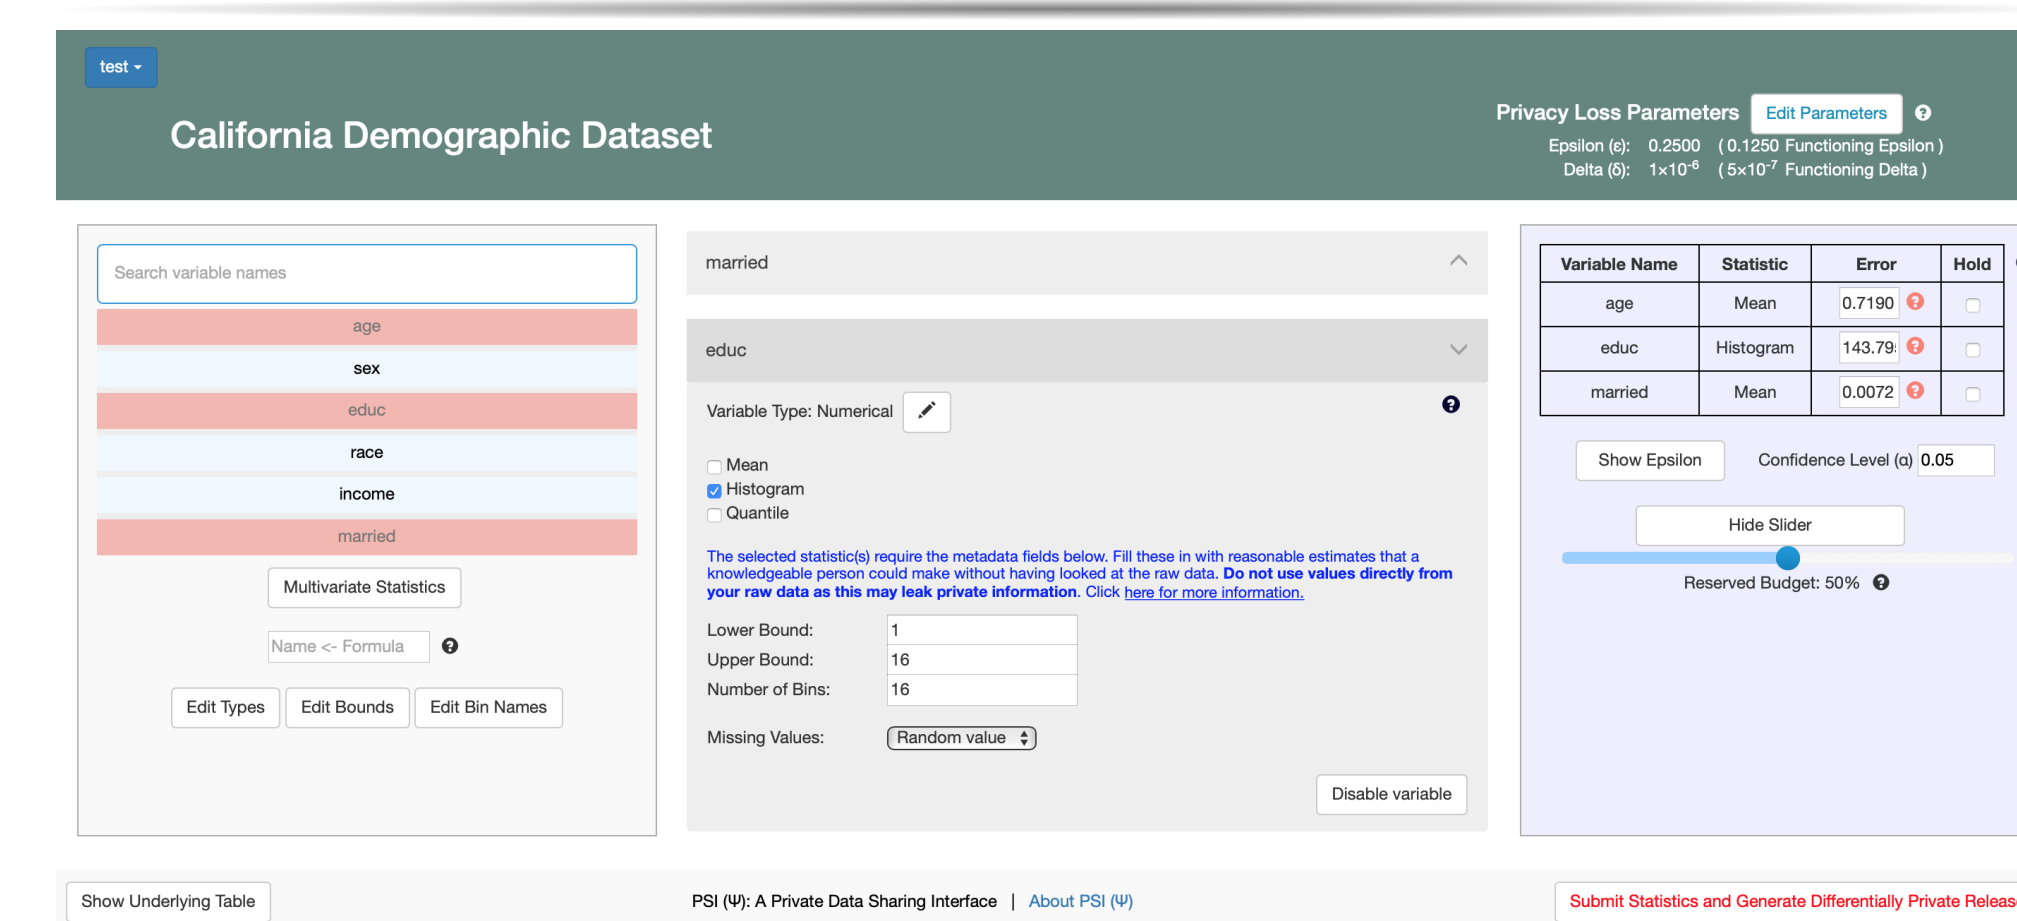 test
California Demographic Dataset
Privacy Loss Parameters Edit Parameters ?
Epsilon (ε): 0.2500 ( 0.1250 Functioning Epsilon )
Delta (δ): 1×10⁻⁶ ( 5×10⁻⁷ Functioning Delta )
Search variable names
age
sex
educ
race
income
married
Multivariate Statistics
Name <- Formula ?
Edit Types Edit Bounds Edit Bin Names
married
educ
Variable Type: Numerical ?
Mean
Histogram
Quantile
The selected statistic(s) require the metadata fields below. Fill these in with reasonable estimates that a
knowledgeable person could make without having looked at the raw data. Do not use values directly from
your raw data as this may leak private information. Click here for more information.
Lower Bound: 1
Upper Bound: 16
Number of Bins: 16
Missing Values: Random value
Disable variable
Variable Name Statistic Error Hold
age Mean 0.7190 ?
educ Histogram 143.79 ?
married Mean 0.0072 ?
Show Epsilon Confidence Level (α) 0.05
Hide Slider
Reserved Budget: 50% ?
Show Underlying Table
PSI (Ψ): A Private Data Sharing Interface | About PSI (Ψ)
Submit Statistics and Generate Differentially Private Releas